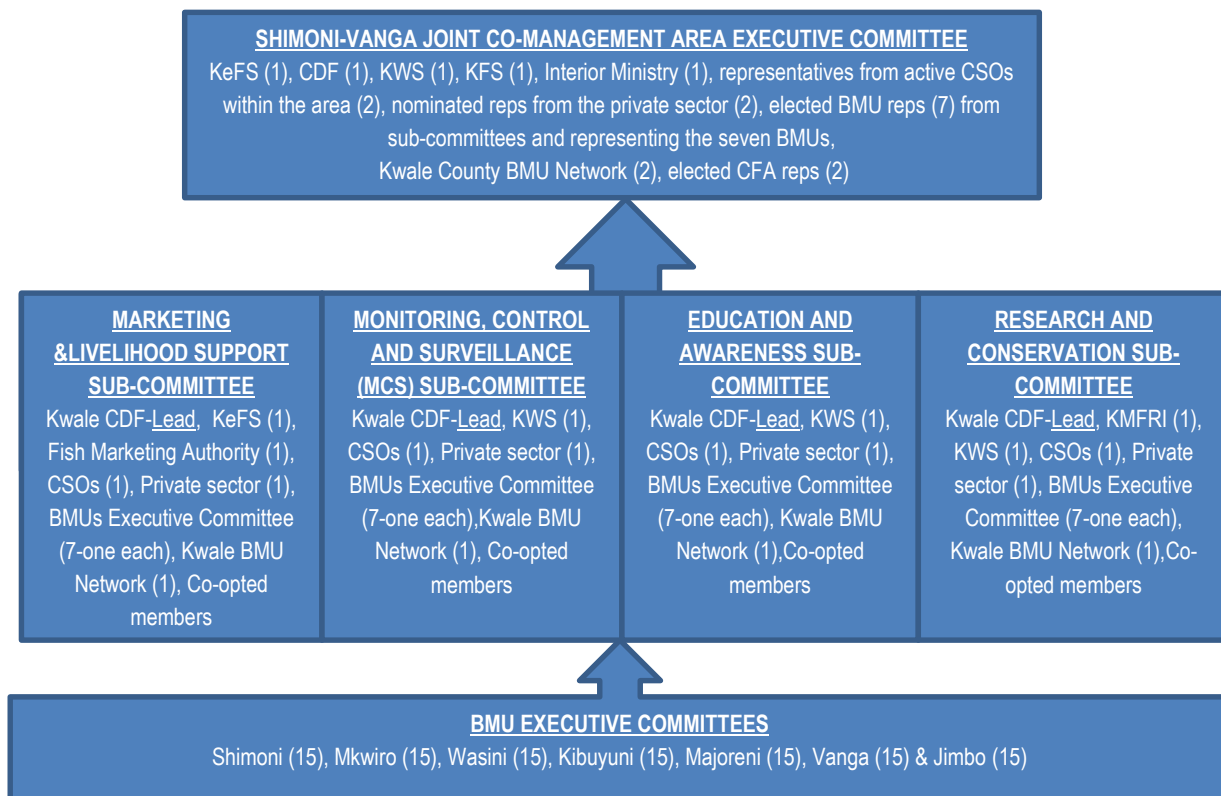 SHIMONI-VANGA JOINT CO-MANAGEMENT AREA EXECUTIVE COMMITTEE
KeFS (1), CDF (1), KWS (1), KFS (1), Interior Ministry (1), representatives from active CSOs
within the area (2), nominated reps from the private sector (2), elected BMU reps (7) from
sub-committees and representing the seven BMUs,
Kwale County BMU Network (2), elected CFA reps (2)
MARKETING
&LIVELIHOOD SUPPORT
SUB-COMMITTEE
Kwale CDF-Lead, KeFS (1),
Fish Marketing Authority (1),
CSOs (1), Private sector (1),
BMUs Executive Committee
(7-one each), Kwale BMU
Network (1), Co-opted
members
MONITORING, CONTROL
AND SURVEILLANCE
(MCS) SUB-COMMITTEE
Kwale CDF-Lead, KWS (1),
CSOs (1), Private sector (1),
BMUs Executive Committee
(7-one each),Kwale BMU
Network (1), Co-opted
members
EDUCATION AND
AWARENESS SUB-
COMMITTEE
Kwale CDF-Lead, KWS (1),
CSOs (1), Private sector (1),
BMUs Executive Committee
(7-one each), Kwale BMU
Network (1),Co-opted
members
RESEARCH AND
CONSERVATION SUB-
COMMITTEE
Kwale CDF-Lead, KMFRI (1),
KWS (1), CSOs (1), Private
sector (1), BMUs Executive
Committee (7-one each),
Kwale BMU Network (1),Co-
opted members
BMU EXECUTIVE COMMITTEES
Shimoni (15), Mkwiro (15), Wasini (15), Kibuyuni (15), Majoreni (15), Vanga (15) & Jimbo (15)